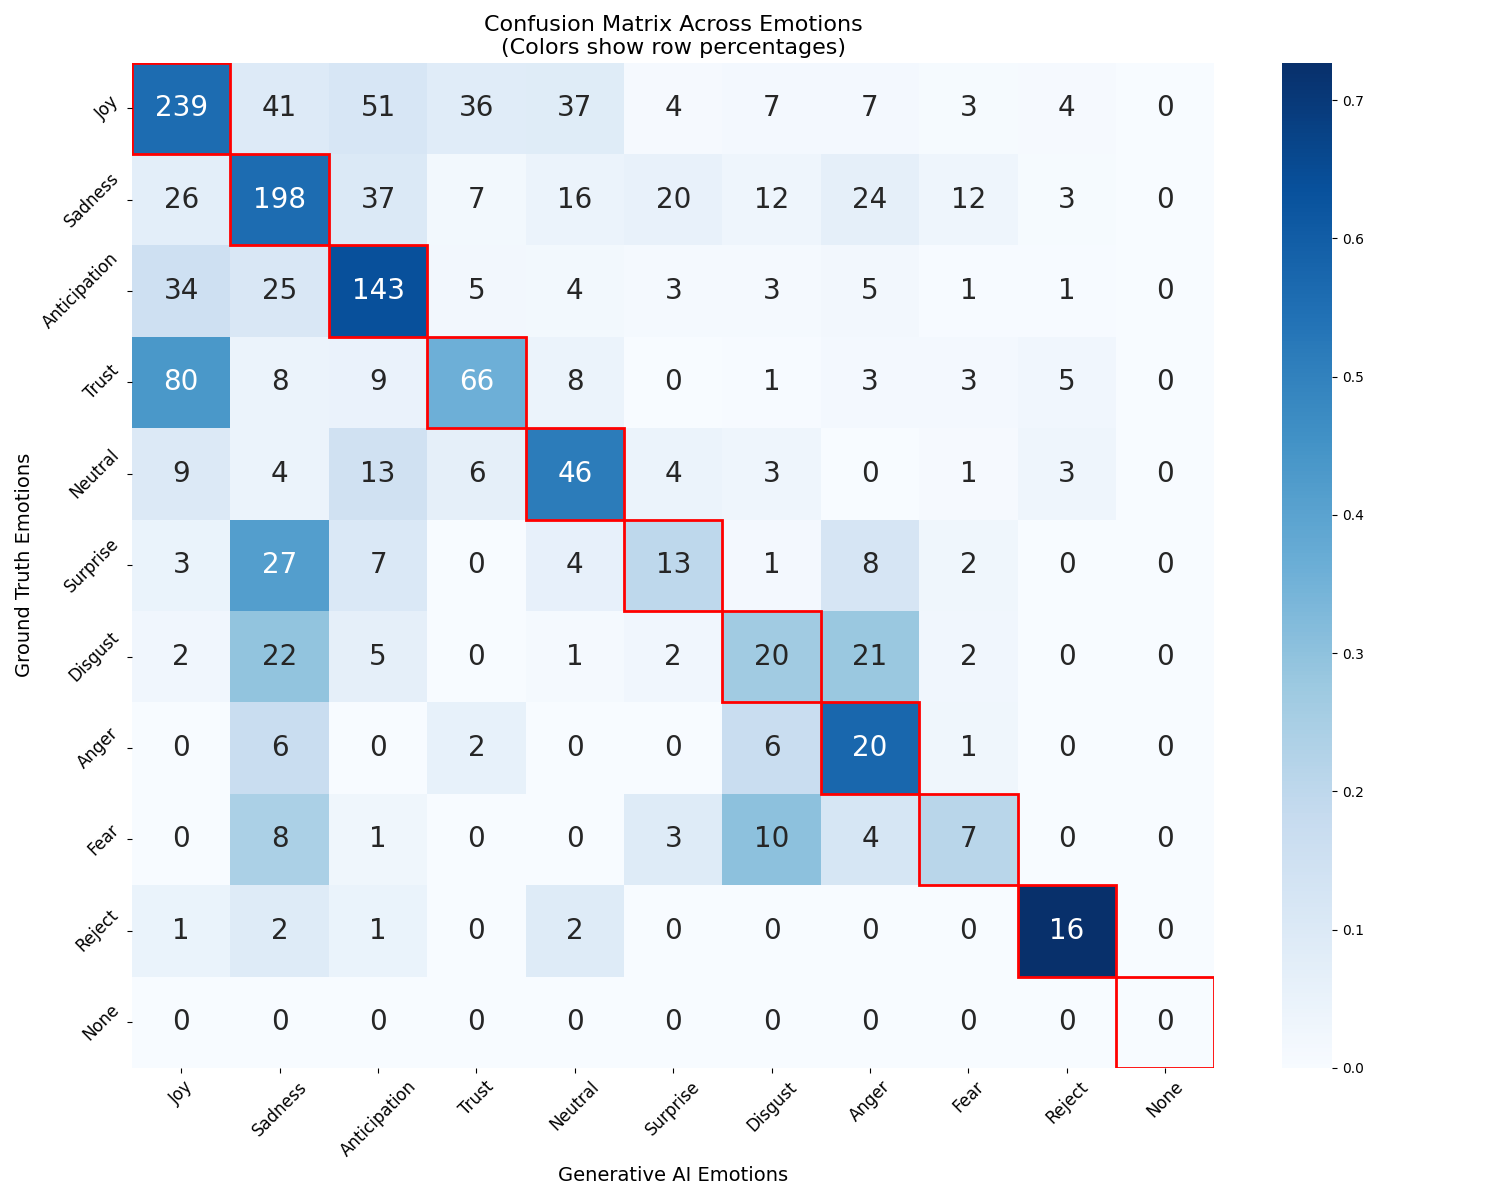 Confusion Matrix Across Emotions
(Colors show row percentages)
Joy 239 41 51 36 37 4 7 7 3 4 0
Sadness 26 198 37 7 16 20 12 24 12 3 0
Anticipation 34 25 143 5 4 3 3 5 1 1 0
Trust 80 8 9 66 8 0 1 3 3 5 0
Neutral 9 4 13 6 46 4 3 0 1 3 0
Surprise 3 27 7 0 4 13 1 8 2 0 0
Disgust 2 22 5 0 1 2 20 21 2 0 0
Anger 0 6 0 2 0 0 6 20 1 0 0
Fear 0 8 1 0 0 3 10 4 7 0 0
Reject 1 2 1 0 2 0 0 0 0 16 0
None 0 0 0 0 0 0 0 0 0 0 0
Joy Sadness Anticipation Trust Neutral Surprise Disgust Anger Fear Reject None
Generative AI Emotions
Ground Truth Emotions
0.7
0.6
0.5
0.4
0.3
0.2
0.1
0.0